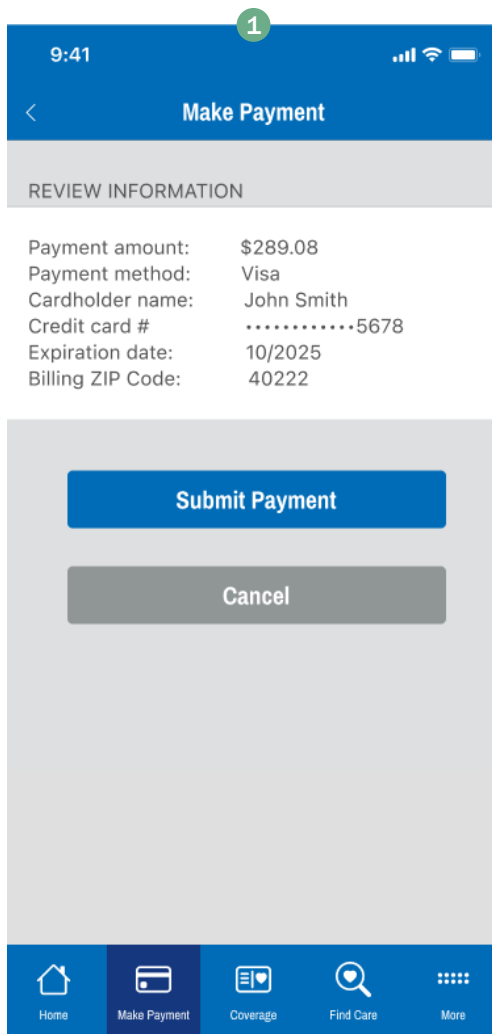 1
9:41
Make Payment
REVIEW INFORMATION
Payment amount: $289.08
Payment method: Visa
Cardholder name: John Smith
Credit card # ••••••••••••5678
Expiration date: 10/2025
Billing ZIP Code: 40222
Submit Payment
Cancel
Home Make Payment Coverage Find Care More